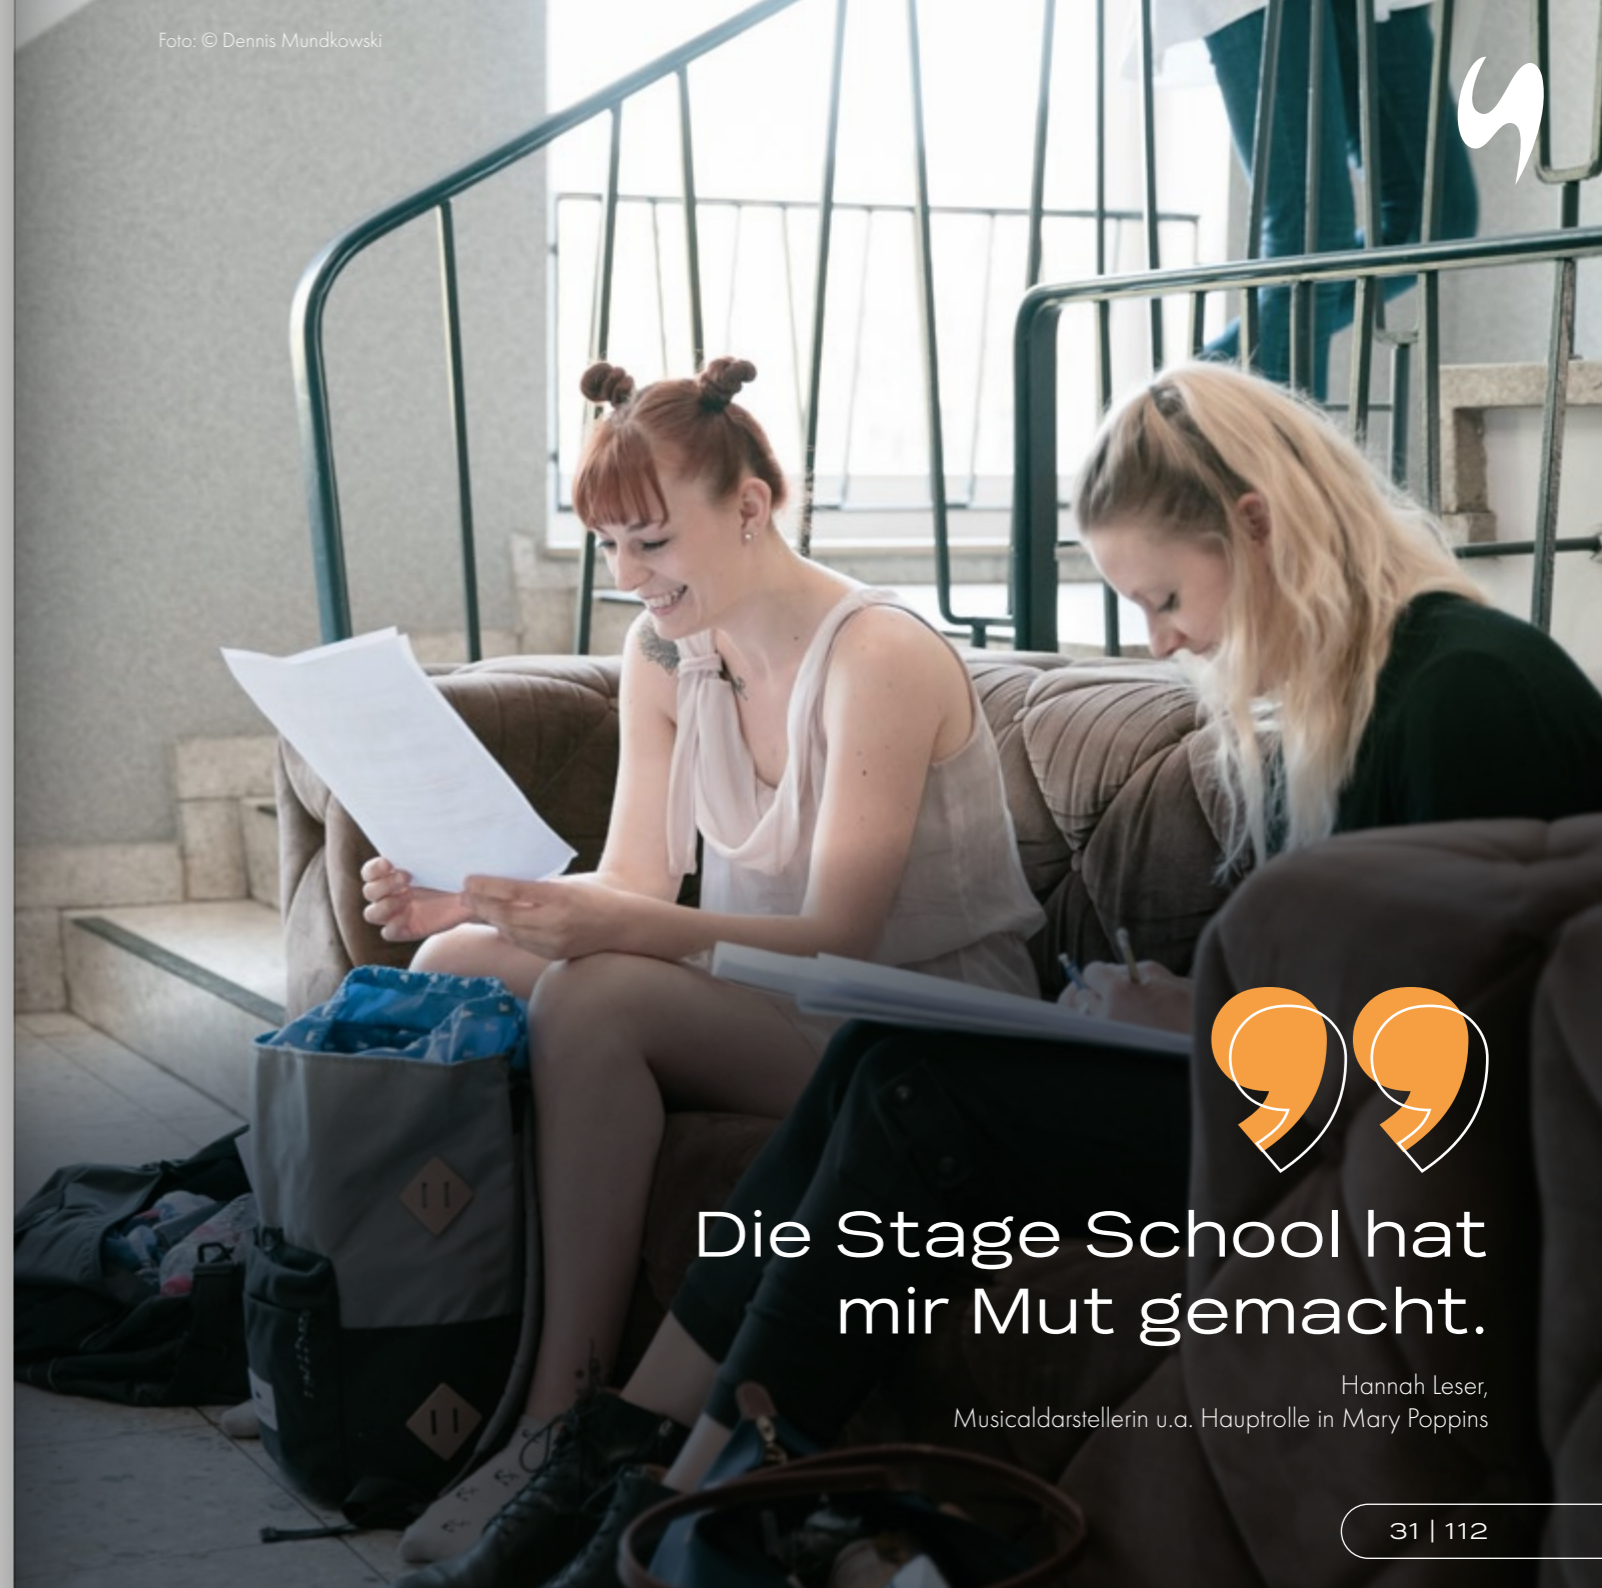 Foto: © Dennis Mundkowski
Die Stage School hat
mir Mut gemacht.
Hannah Leser,
Musicaldarstellerin u.a. Hauptrolle in Mary Poppins
31 | 112